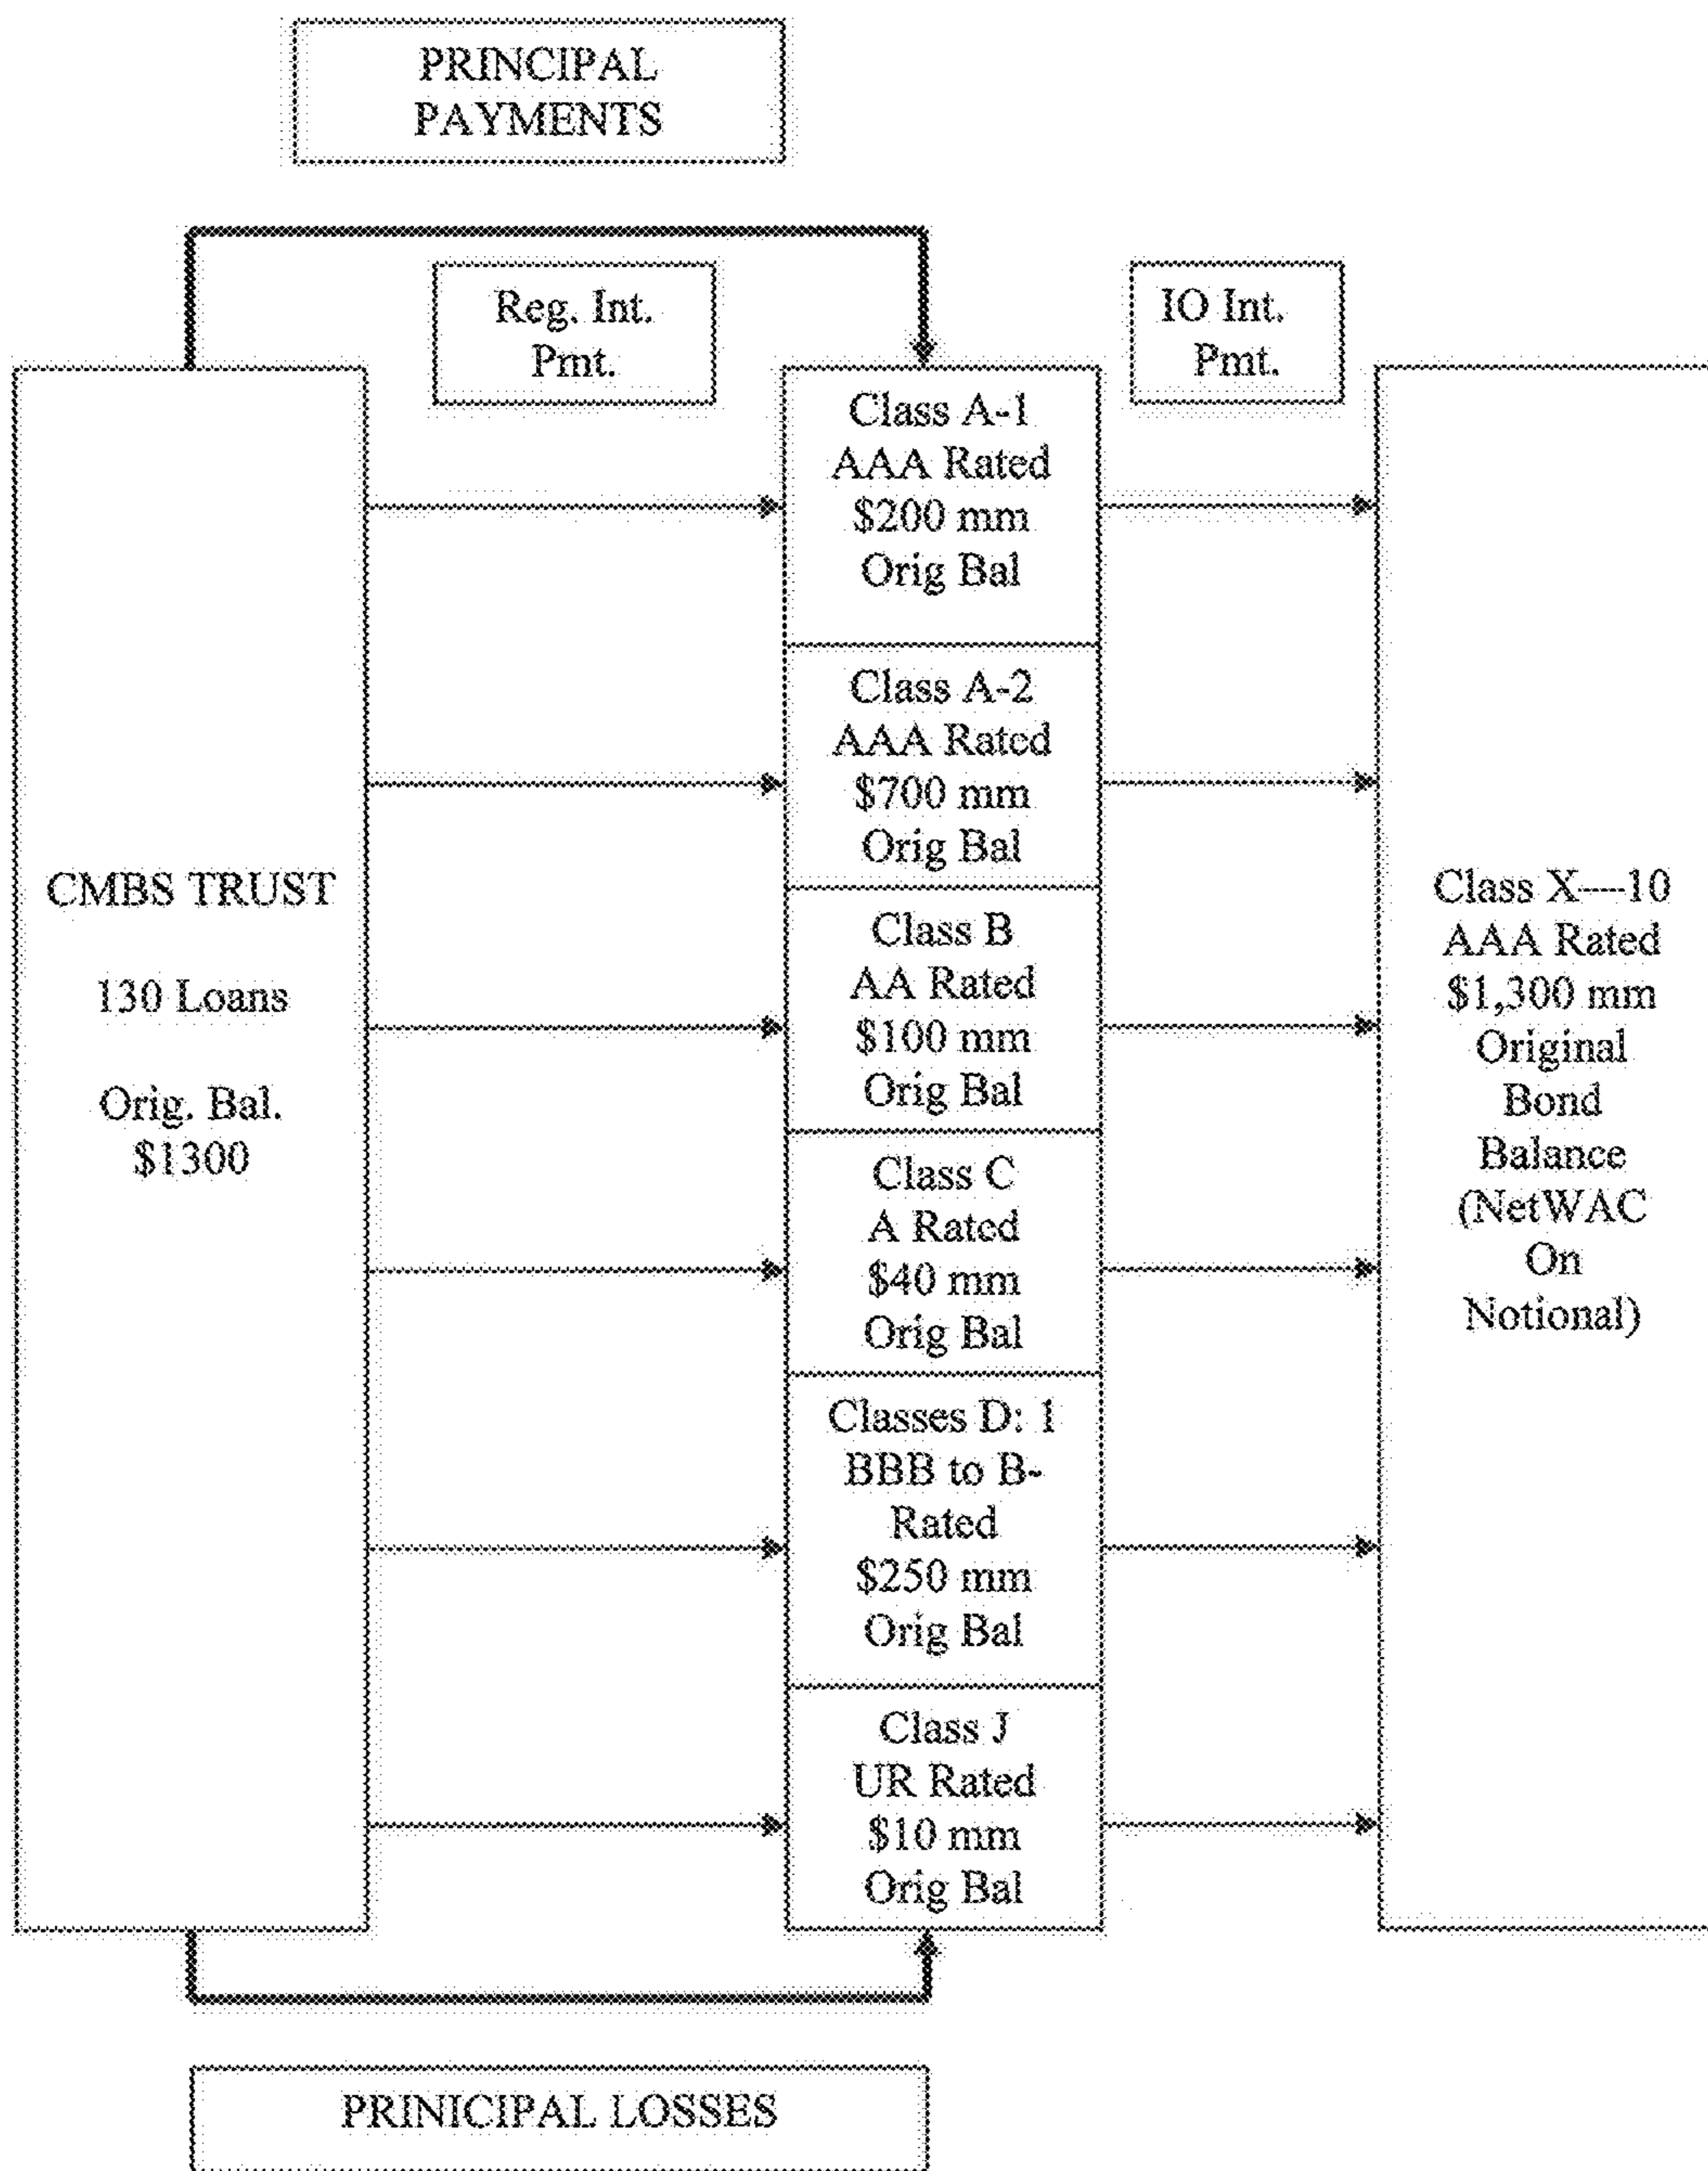 PRINCIPAL
PAYMENTS
Reg. Int.
Pmt.
IO Int.
Pmt.
CMBS TRUST
130 Loans
Orig. Bal.
$1300
Class A-1
AAA Rated
$200 mm
Orig Bal
Class A-2
AAA Rated
$700 mm
Orig Bal
Class B
AA Rated
$100 mm
Orig Bal
Class C
A Rated
$40 mm
Orig Bal
Classes D: 1
BBB to B-
Rated
$250 mm
Orig Bal
Class J
UR Rated
$10 mm
Orig Bal
Class X----10
AAA Rated
$1,300 mm
Original
Bond
Balance
(NetWAC
On
Notional)
PRINICIPAL LOSSES